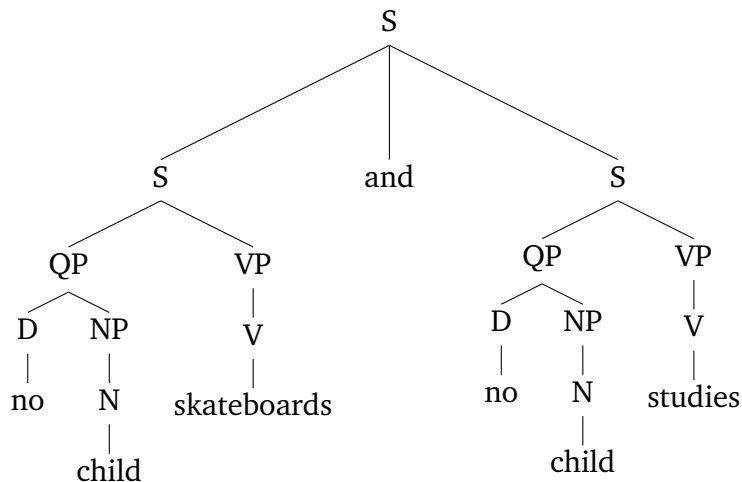 S
S and S
QP VP QP VP
D NP V D NP V
no N skateboards no N studies
child child